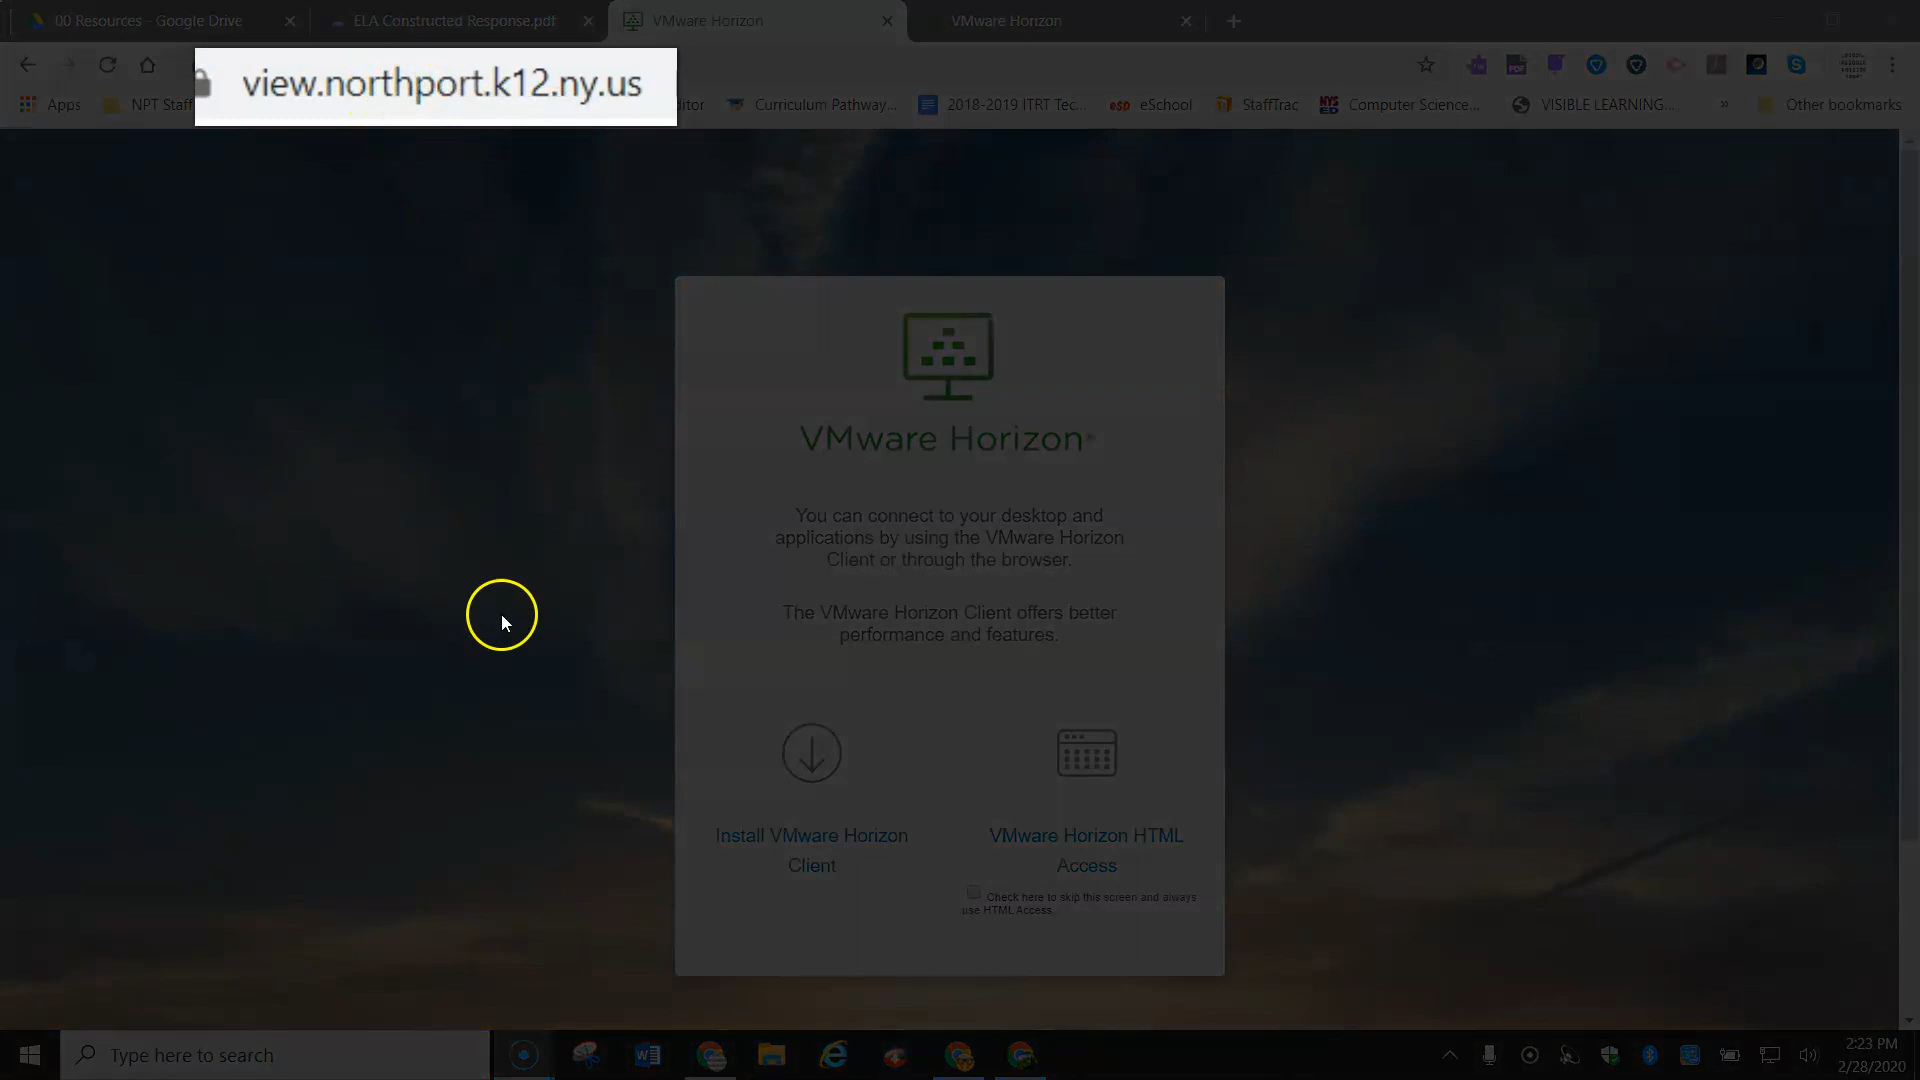 00 Resources - Google Drive
ELA Constructed Response.pdf
VMware Horizon
VMware Horizon
view.northport.k12.ny.us
Apps
NPT Staff
ditor
Curriculum Pathway...
2018-2019 ITRT Tec...
eSchool
StaffTrac
Computer Science...
VISIBLE LEARNING...
»
Other bookmarks
VMware Horizon
You can connect to your desktop and
applications by using the VMware Horizon
Client or through the browser.
The VMware Horizon Client offers better
performance and features.
Install VMware Horizon
Client
VMware Horizon HTML
Access
Check here to skip this screen and always
use HTML Access.
Type here to search
2:23 PM
2/28/2020